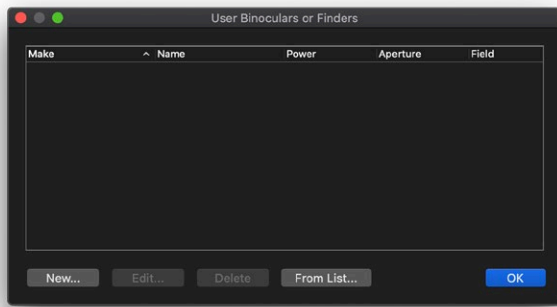 User Binoculars or Finders
Make Name Power Aperture Field
New... Edit... Delete From List... OK